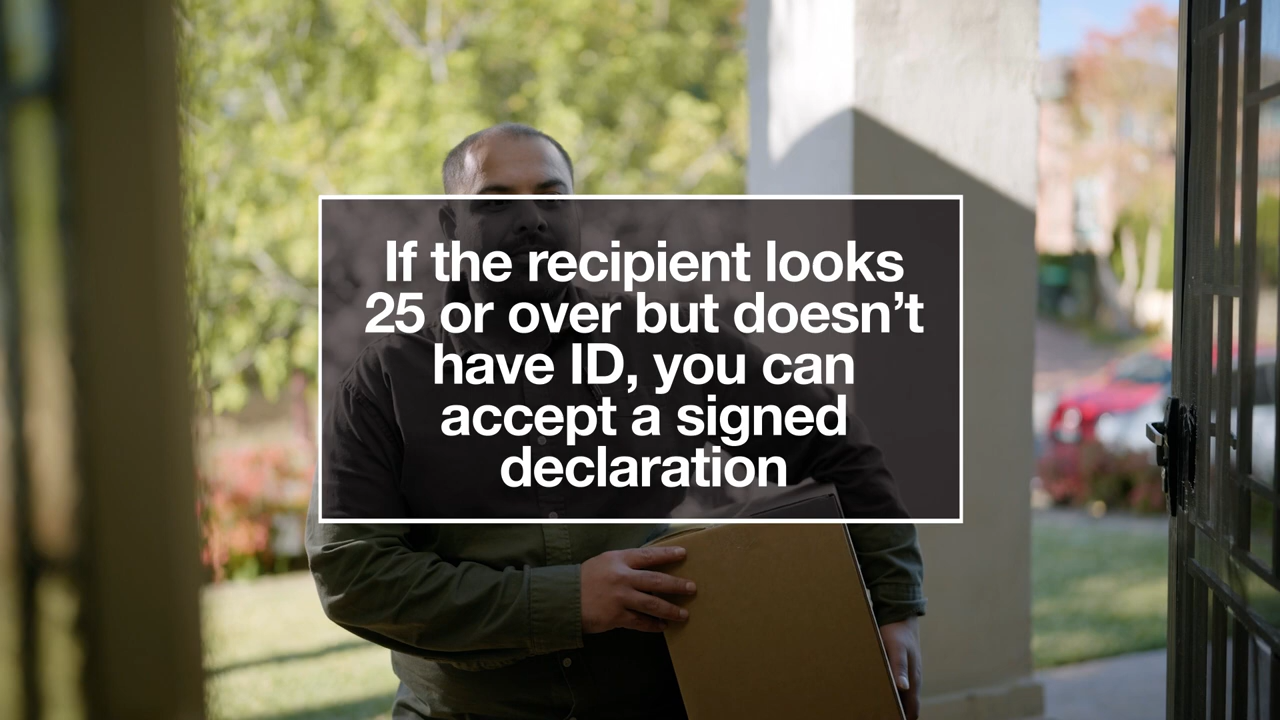 If the recipient looks
25 or over but doesn’t
have ID, you can
accept a signed
declaration